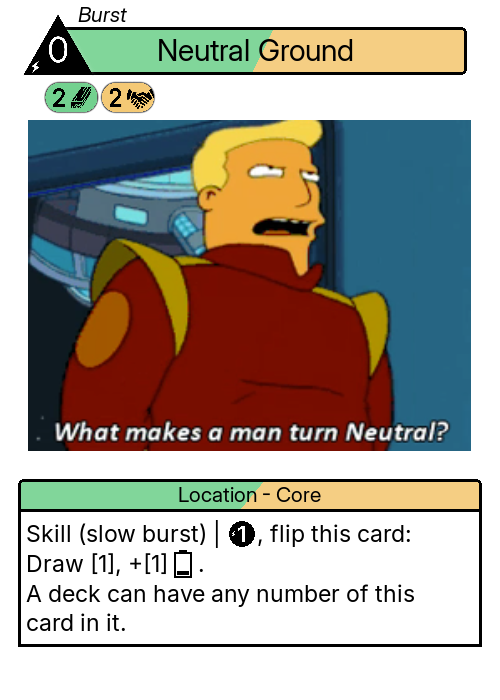 Burst
0 Neutral Ground
2 2
What makes a man turn Neutral?
Location - Core
Skill (slow burst) | 1, flip this card:
Draw [1], +[1] .
A deck can have any number of this
card in it.